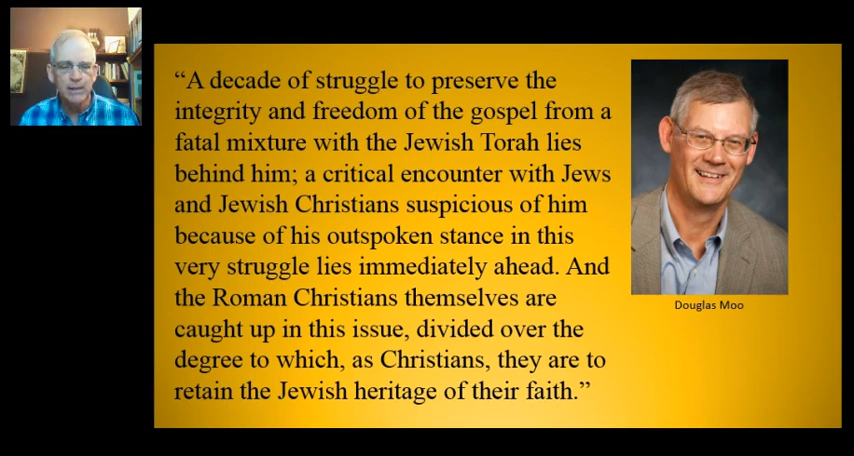 “A decade of struggle to preserve the
integrity and freedom of the gospel from a
fatal mixture with the Jewish Torah lies
behind him; a critical encounter with Jews
and Jewish Christians suspicious of him
because of his outspoken stance in this
very struggle lies immediately ahead. And
the Roman Christians themselves are
caught up in this issue, divided over the
degree to which, as Christians, they are to
retain the Jewish heritage of their faith.”
Douglas Moo